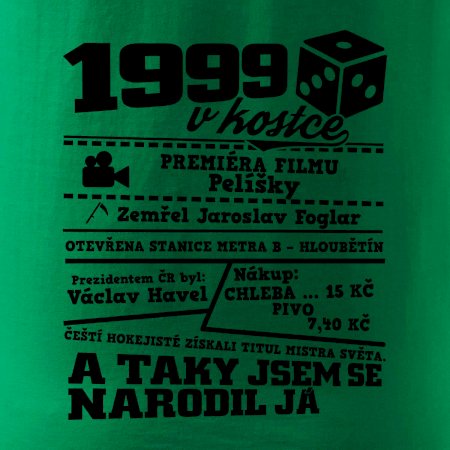 1999
v kostce
PREMIÉRA FILMU
Pelíšky
Zemřel Jaroslav Foglar
OTEVŘENA STANICE METRA B - HLOUBĚTÍN
Prezidentem ČR byl:
Václav Havel
Nákup:
CHLEBA ... 15 KČ
PIVO
7,40 KČ
ČEŠTÍ HOKEJISTÉ ZÍSKALI TITUL MISTRA SVĚTA.
A TAKY JSEM SE
NARODIL JÁ